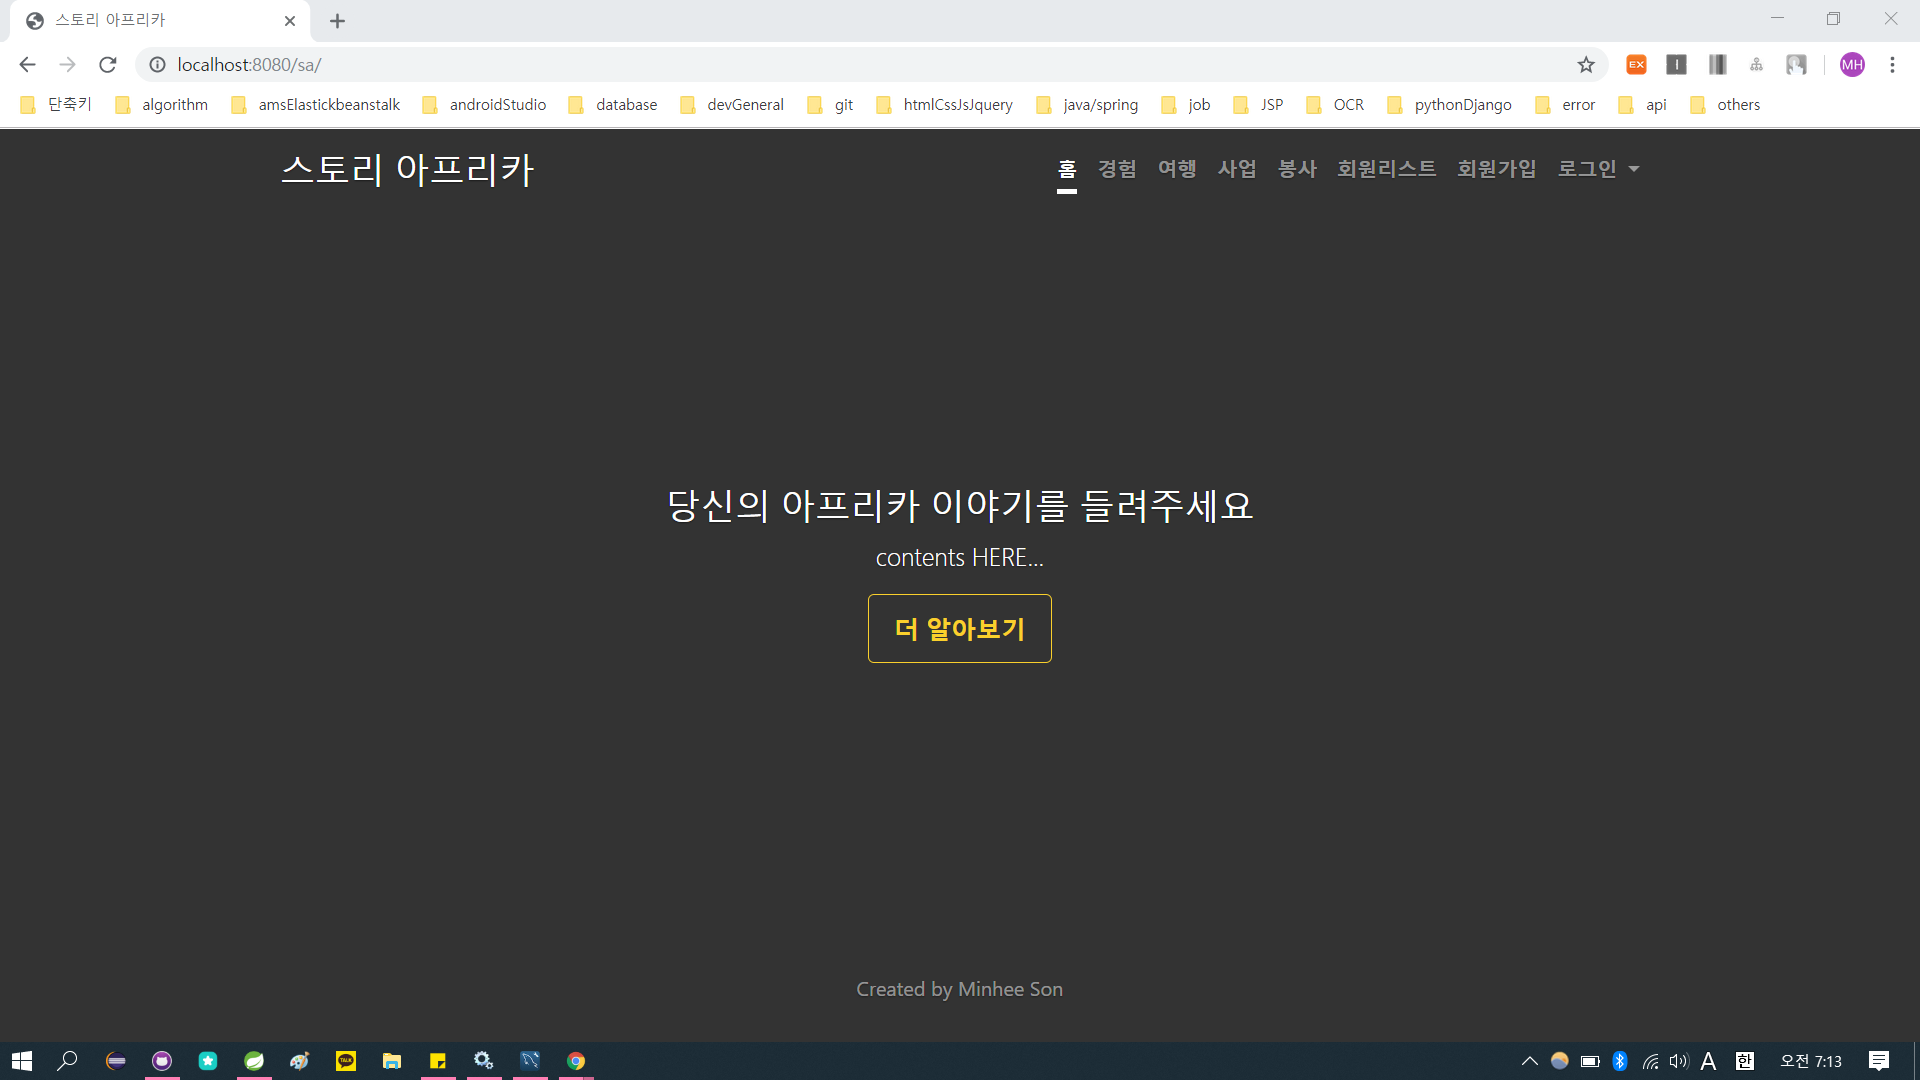 스토리 아프리카
localhost:8080/sa/
EX
MH
단축키 algorithm amsElastickbeanstalk androidStudio database devGeneral git htmlCssJsJquery java/spring job JSP OCR pythonDjango error api others
스토리 아프리카 홈 경험 여행 사업 봉사 회원리스트 회원가입 로그인
당신의 아프리카 이야기를 들려주세요
contents HERE...
더 알아보기
Created by Minhee Son
TALK
A 한 오전 7:13